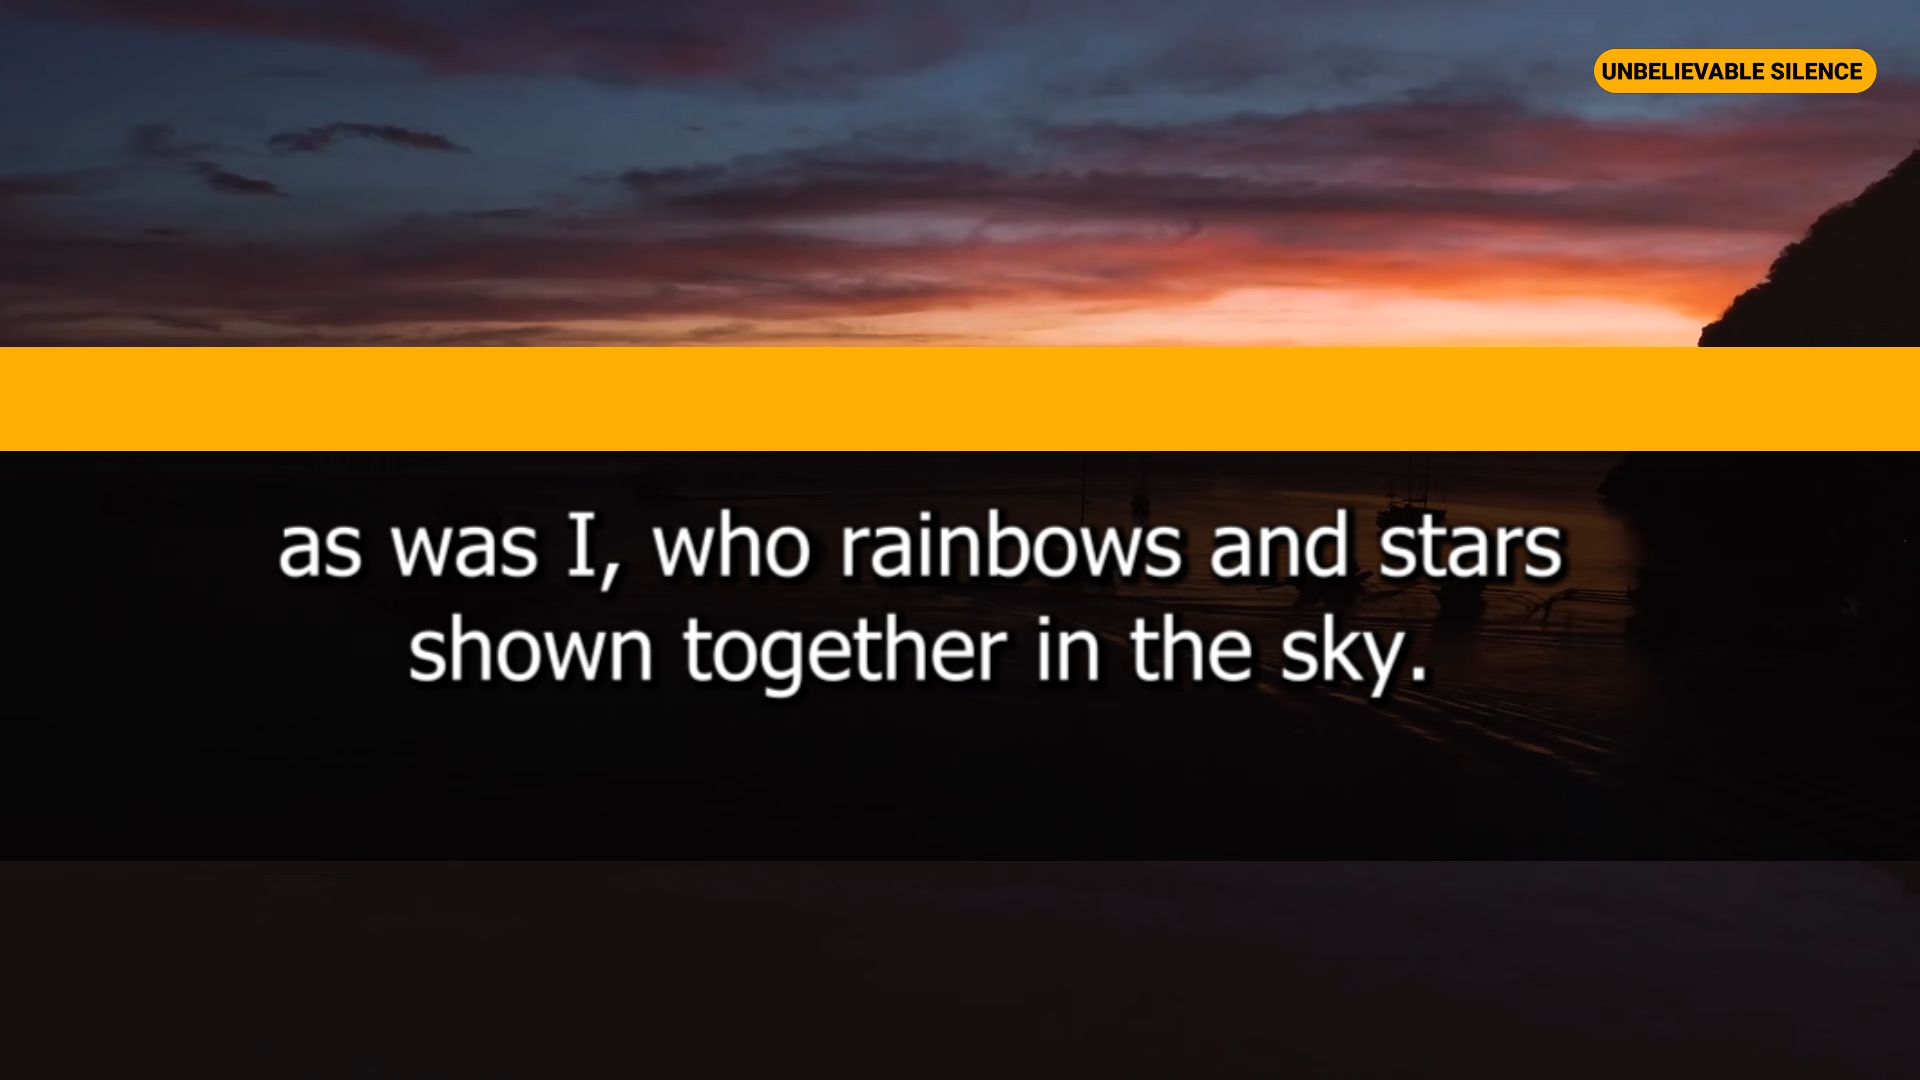 UNBELIEVABLE SILENCE
as was I, who rainbows and stars
shown together in the sky.